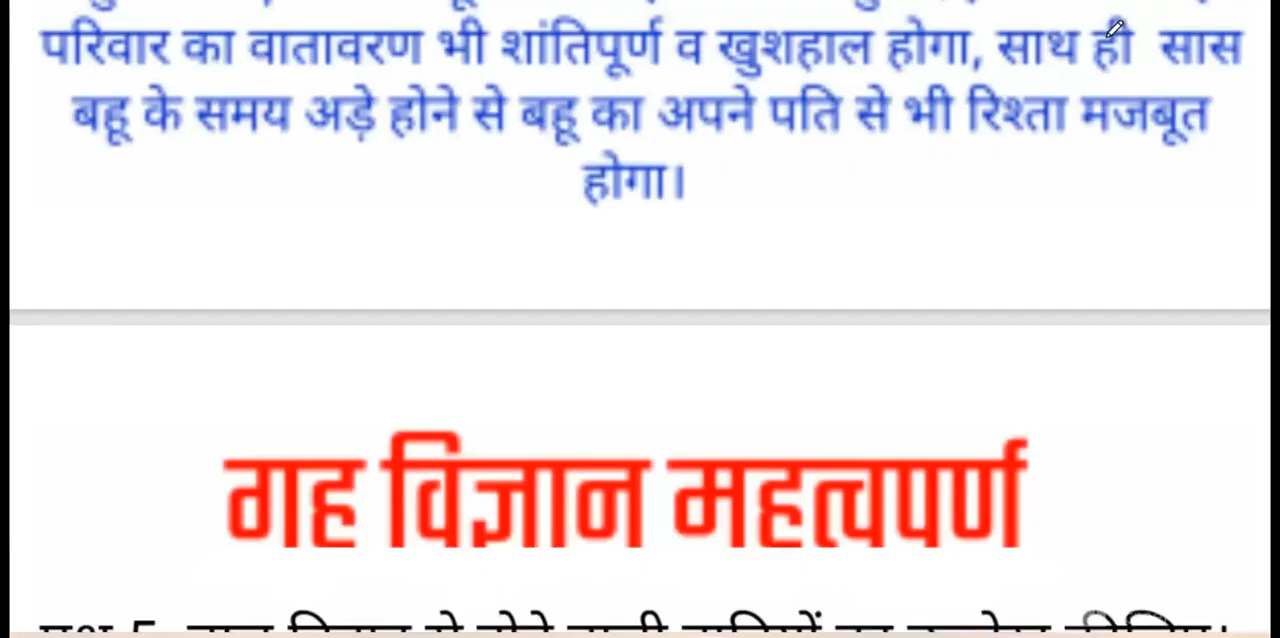 परिवार का वातावरण भी शांतिपूर्ण व खुशहाल होगा, साथ ही सास
बहू के समय अड़े होने से बहू का अपने पति से भी रिश्ता मजबूत
होगा।
गह विज्ञान महत्वपर्ण